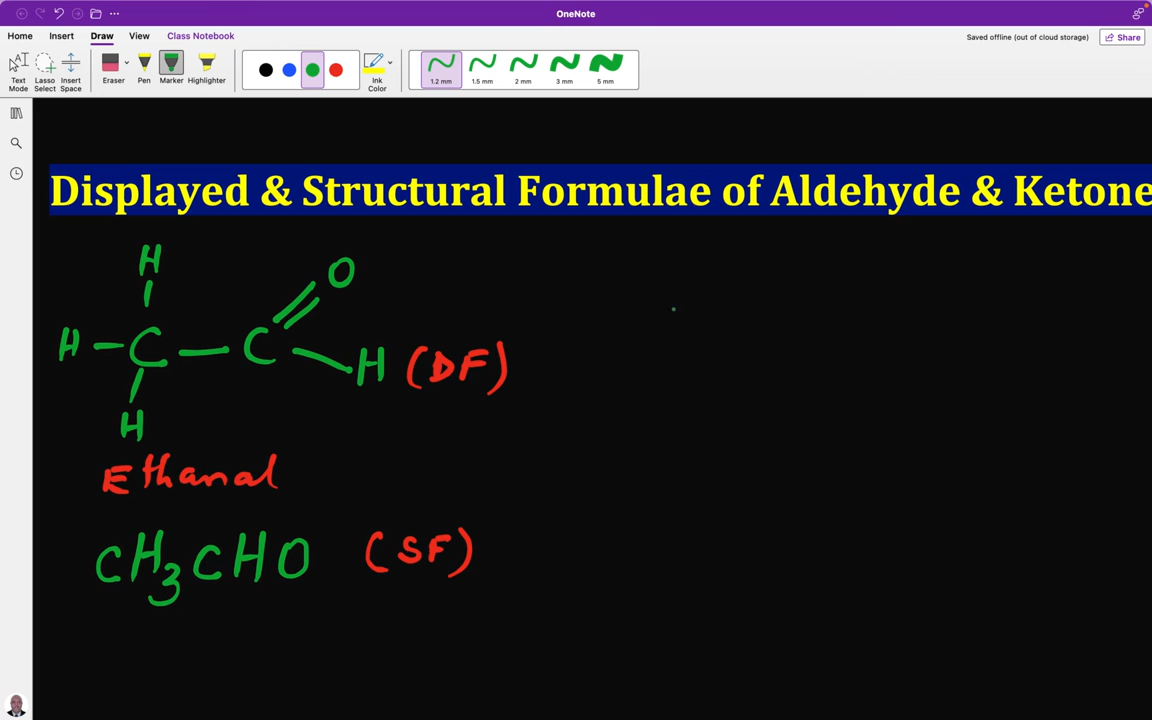 OneNote
Home Insert Draw View Class Notebook
Saved offline (out of cloud storage) Share
Text Mode
Lasso Select
Insert Space
Eraser
Pen
Marker
Highlighter
Ink Color
1.2 mm
1.5 mm
2 mm
3 mm
5 mm
Displayed & Structural Formulae of Aldehyde & Ketone
H
O
H C C H (DF)
H
Ethanal
CH3CHO (SF)